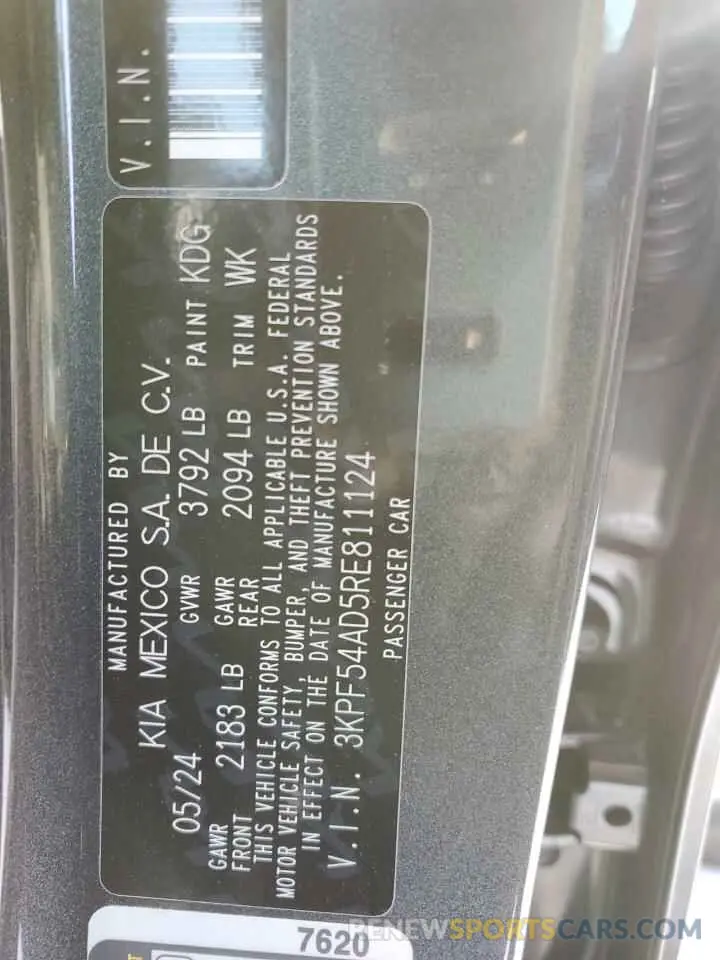 V.I.N.
MANUFACTURED BY
KIA MEXICO S.A. DE C.V.
05/24 GVWR 3792 LB PAINT KDG
GAWR FRONT 2183 LB GAWR REAR 2094 LB TRIM WK
THIS VEHICLE CONFORMS TO ALL APPLICABLE U.S.A. FEDERAL
MOTOR VEHICLE SAFETY, BUMPER, AND THEFT PREVENTION STANDARDS
IN EFFECT ON THE DATE OF MANUFACTURE SHOWN ABOVE.
V.I.N. 3KPF54AD5RE811124
PASSENGER CAR
7620
RENEWSPORTSCARS.COM